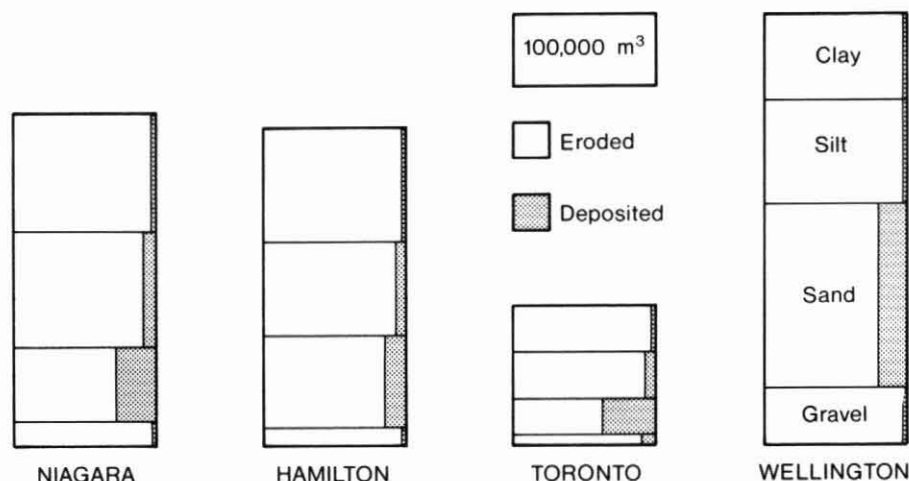 100,000 m³
Eroded
Deposited
Clay
Silt
Sand
Gravel
NIAGARA
HAMILTON
TORONTO
WELLINGTON